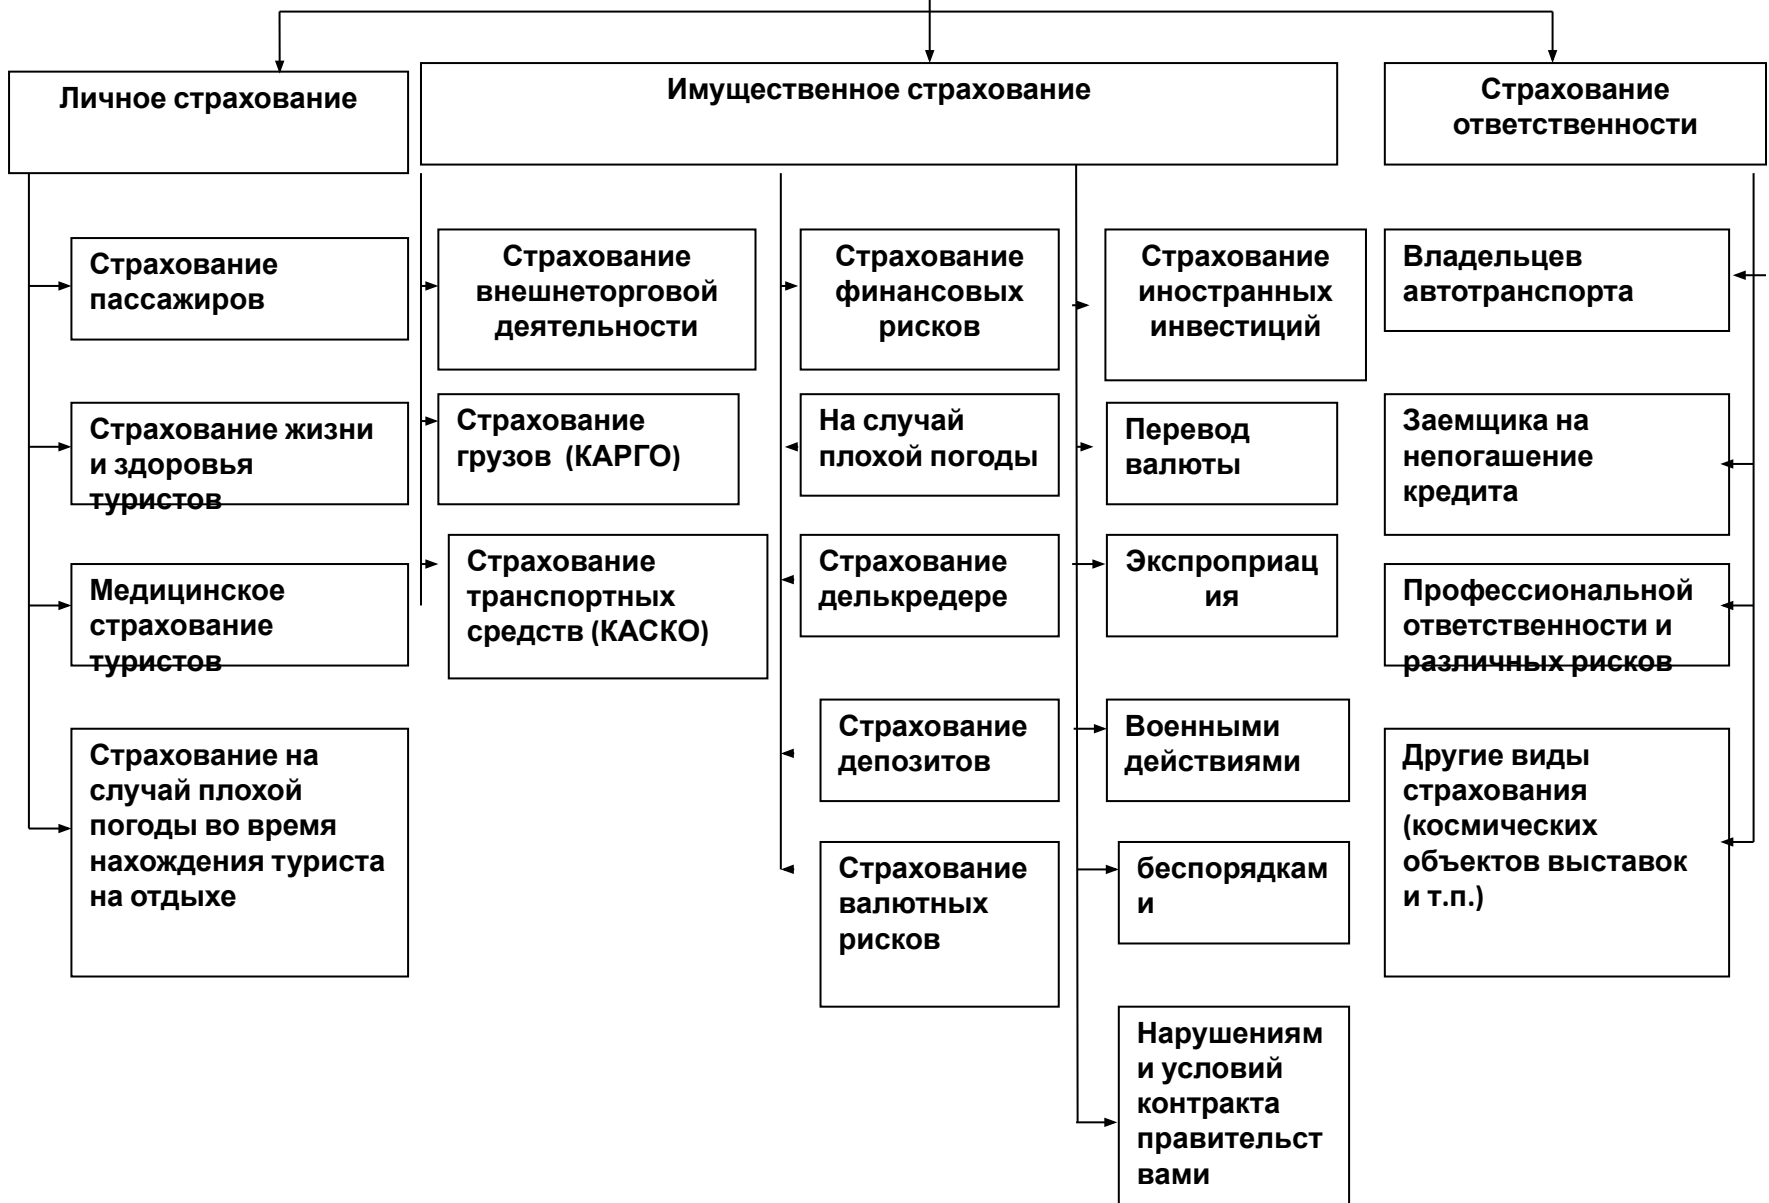 Личное страхование
Имущественное страхование
Страхование
ответственности
Страхование
пассажиров
Страхование жизни
и здоровья
туристов
Медицинское
страхование
туристов
Страхование на
случай плохой
погоды во время
нахождения туриста
на отдыхе
Страхование
внешнеторговой
деятельности
Страхование
грузов (КАРГО)
Страхование
транспортных
средств (КАСКО)
Страхование
финансовых
рисков
На случай
плохой погоды
Страхование
делькредере
Страхование
депозитов
Страхование
валютных
рисков
Страхование
иностранных
инвестиций
Перевод
валюты
Экспроприац
ия
Военными
действиями
беспорядкам
и
Нарушениям
и условий
контракта
правительст
вами
Владельцев
автотранспорта
Заемщика на
непогашение
кредита
Профессиональной
ответственности и
различных рисков
Другие виды
страхования
(космических
объектов выставок
и т.п.)